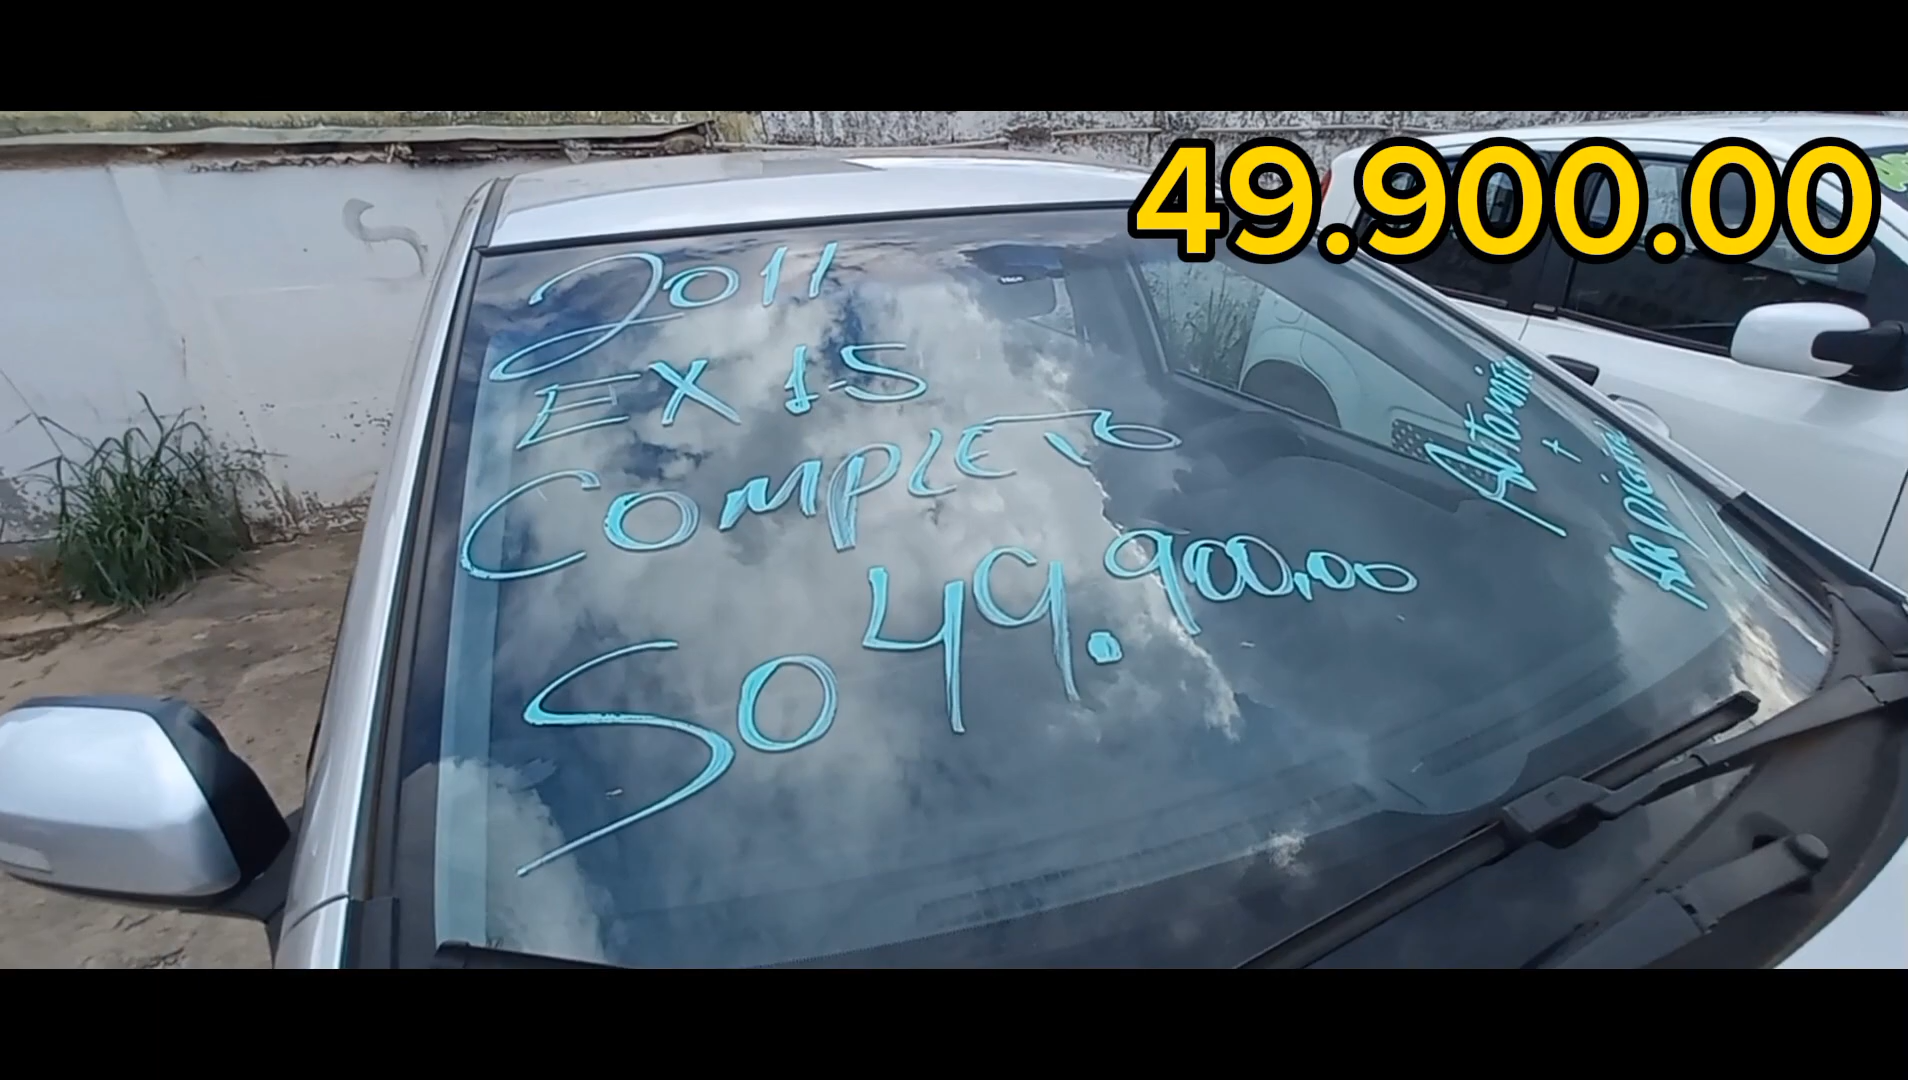 49.900.00
2011
EX 1.5
COMPLETO
SO 49.900,00
Automático
+
AR DIGITAL